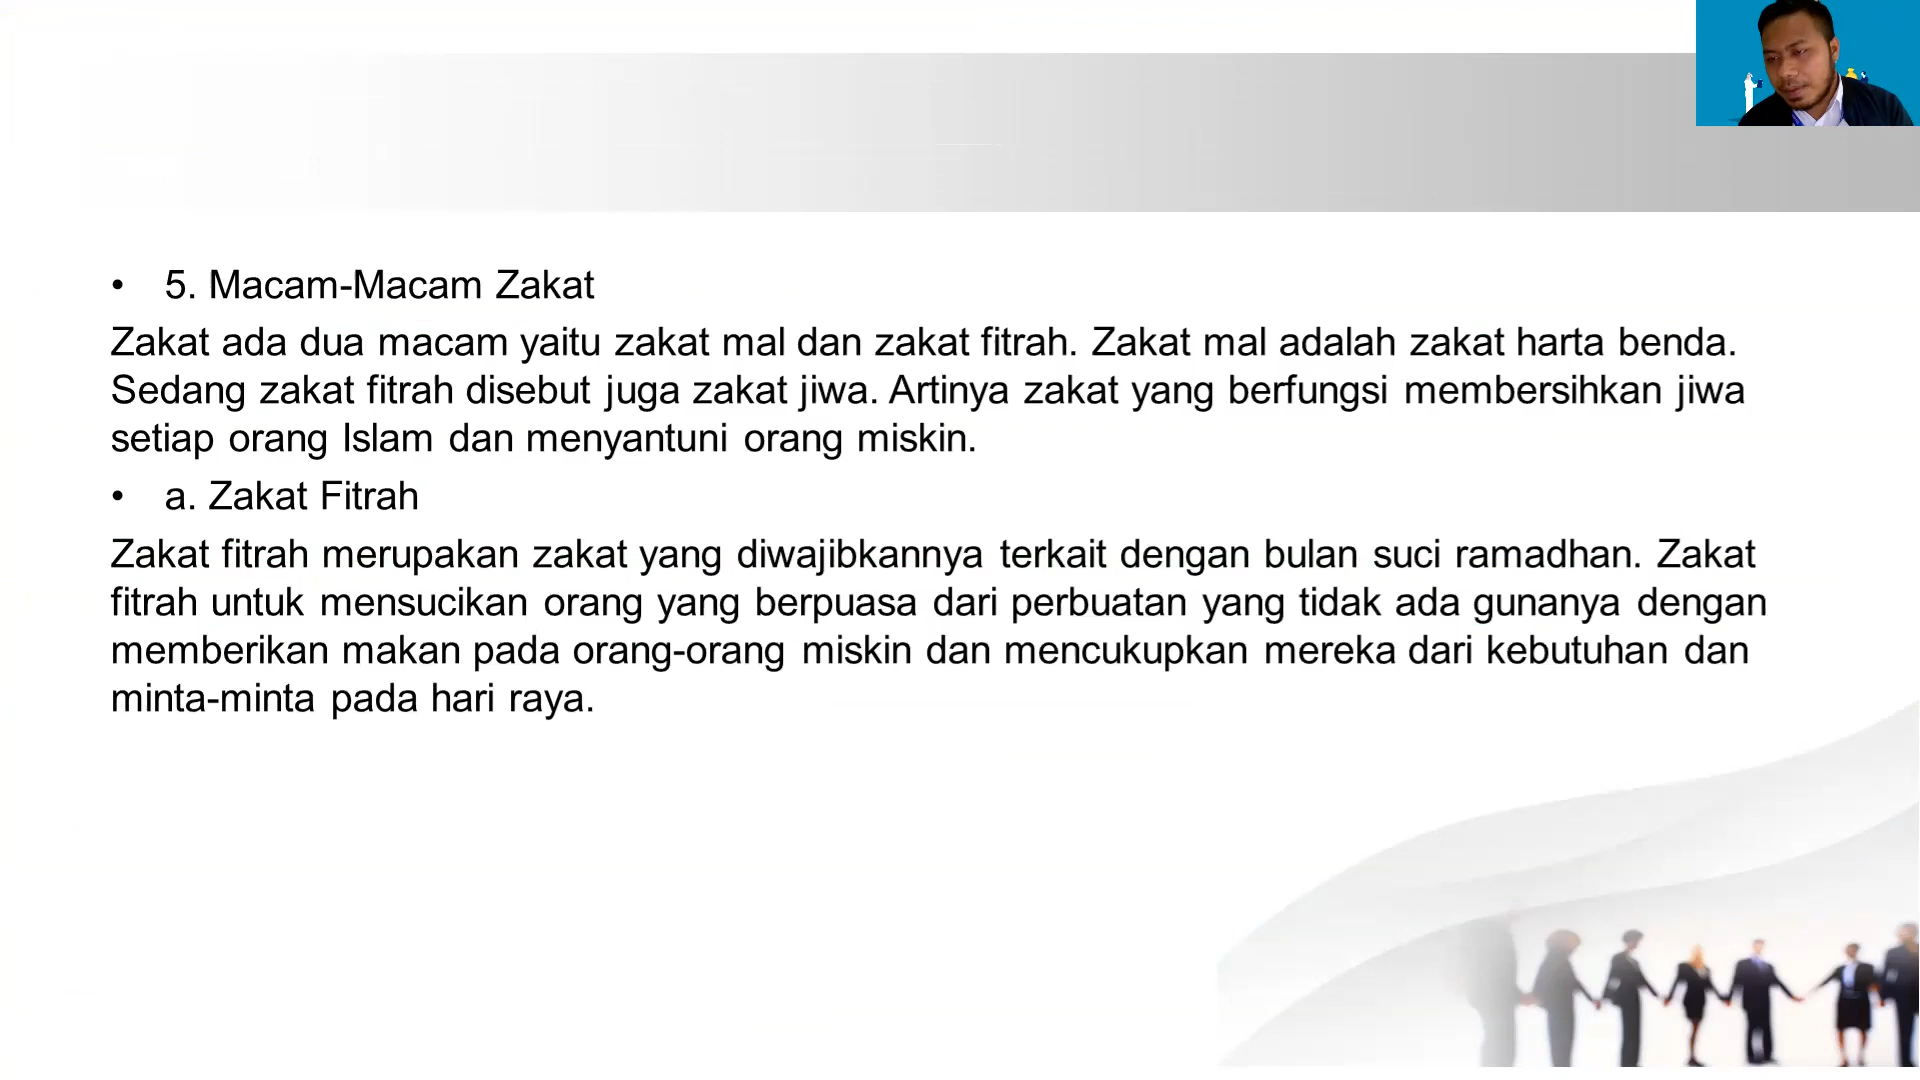 • 5. Macam-Macam Zakat
Zakat ada dua macam yaitu zakat mal dan zakat fitrah. Zakat mal adalah zakat harta benda.
Sedang zakat fitrah disebut juga zakat jiwa. Artinya zakat yang berfungsi membersihkan jiwa
setiap orang Islam dan menyantuni orang miskin.
• a. Zakat Fitrah
Zakat fitrah merupakan zakat yang diwajibkannya terkait dengan bulan suci ramadhan. Zakat
fitrah untuk mensucikan orang yang berpuasa dari perbuatan yang tidak ada gunanya dengan
memberikan makan pada orang-orang miskin dan mencukupkan mereka dari kebutuhan dan
minta-minta pada hari raya.